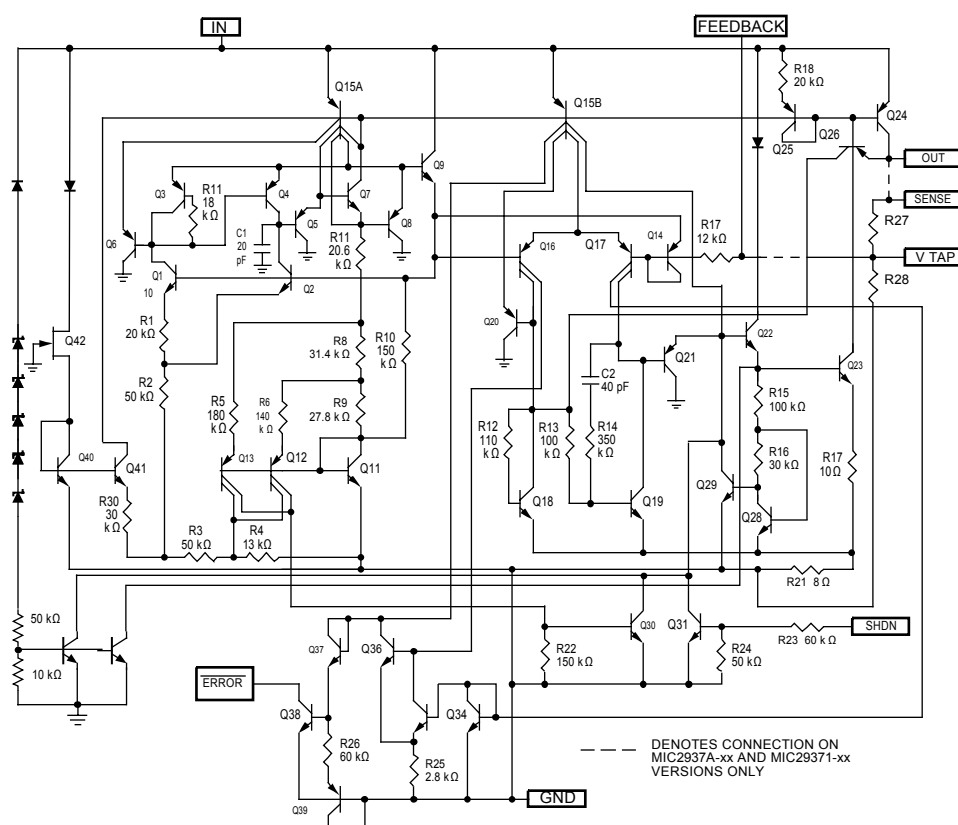 IN
FEEDBACK
R18
20 kΩ
Q15A
Q15B
Q24
Q26
Q25
OUT
Q9
Q3
R11
18
kΩ
Q4
Q7
SENSE
R27
Q6
C1
20
pF
Q5
R11
20.6
kΩ
Q8
Q16
Q17
Q14
R17
12 kΩ
V TAP
R28
Q1
10
Q2
R1
20 kΩ
R10
150
kΩ
Q20
Q42
R8
31.4 kΩ
Q21
Q22
Q23
R2
50 kΩ
C2
40 pF
R15
100 kΩ
R5
180
kΩ
R6
140
kΩ
R9
27.8 kΩ
R12
110
kΩ
R13
100
kΩ
R14
350
kΩ
R16
30 kΩ
R17
10Ω
Q40
Q41
Q13
Q12
Q11
Q29
Q18
Q19
Q28
R30
30
kΩ
R3
50 kΩ
R4
13 kΩ
R21 8 Ω
50 kΩ
10 kΩ
Q37
Q36
R22
150 kΩ
Q30
Q31
R24
50 kΩ
R23 60 kΩ
SHDN
ERROR
Q38
Q34
R26
60 kΩ
R25
2.8 kΩ
Q39
GND
DENOTES CONNECTION ON
MIC2937A-xx AND MIC29371-xx
VERSIONS ONLY